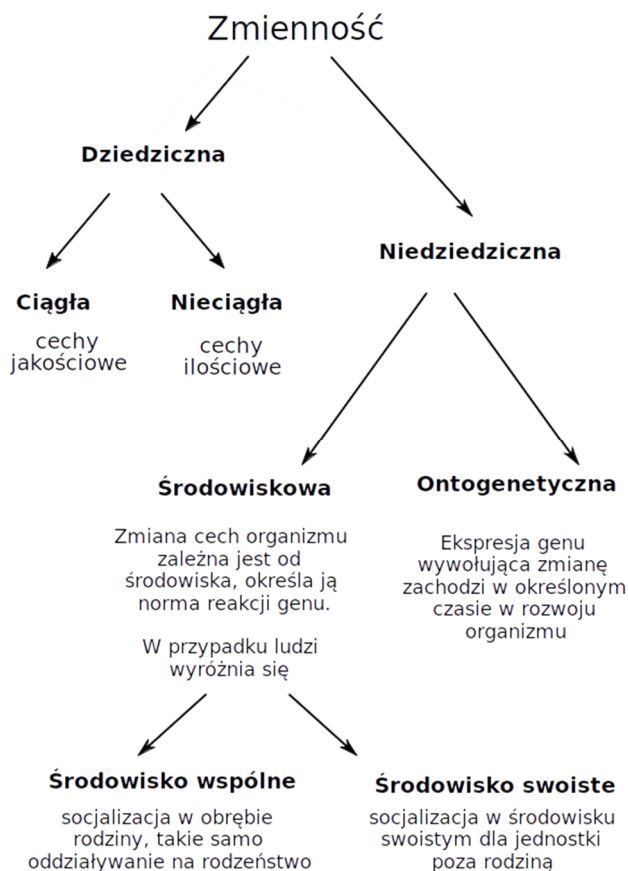 Zmienność
Dziedziczna
Niedziedziczna
Ciągła
cechy
jakościowe
Nieciągła
cechy
ilościowe
Środowiskowa
Zmiana cech organizmu
zależna jest od
środowiska, określa ją
norma reakcji genu.
W przypadku ludzi
wyróżnia się
Ontogenetyczna
Ekspresja genu
wywołująca zmianę
zachodzi w określonym
czasie w rozwoju
organizmu
Środowisko wspólne
socjalizacja w obrębie
rodziny, takie samo
oddziaływanie na rodzeństwo
Środowisko swoiste
socjalizacja w środowisku
swoistym dla jednostki
poza rodziną